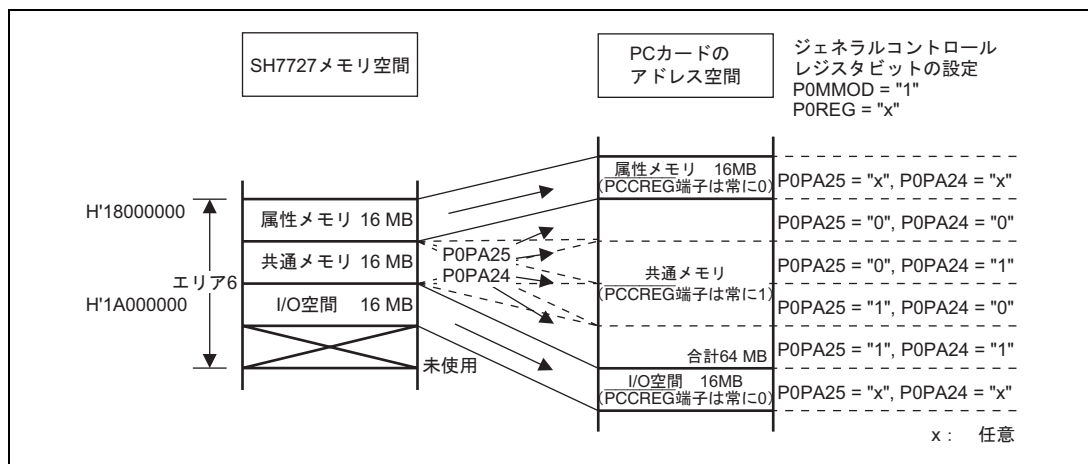 SH7727メモリ空間
PCカードの
アドレス空間
ジェネラルコントロール
レジスタビットの設定
P0MMOD = "1"
P0REG = "x"
H'18000000
エリア6
H'1A000000
属性メモリ 16 MB
共通メモリ 16 MB
I/O空間 16 MB
未使用
P0PA25
P0PA24
属性メモリ 16MB
(PCCREG端子は常に0)
共通メモリ
(PCCREG端子は常に1)
合計64 MB
I/O空間 16MB
(PCCREG端子は常に0)
P0PA25 = "x", P0PA24 = "x"
P0PA25 = "0", P0PA24 = "0"
P0PA25 = "0", P0PA24 = "1"
P0PA25 = "1", P0PA24 = "0"
P0PA25 = "1", P0PA24 = "1"
P0PA25 = "x", P0PA24 = "x"
x : 任意